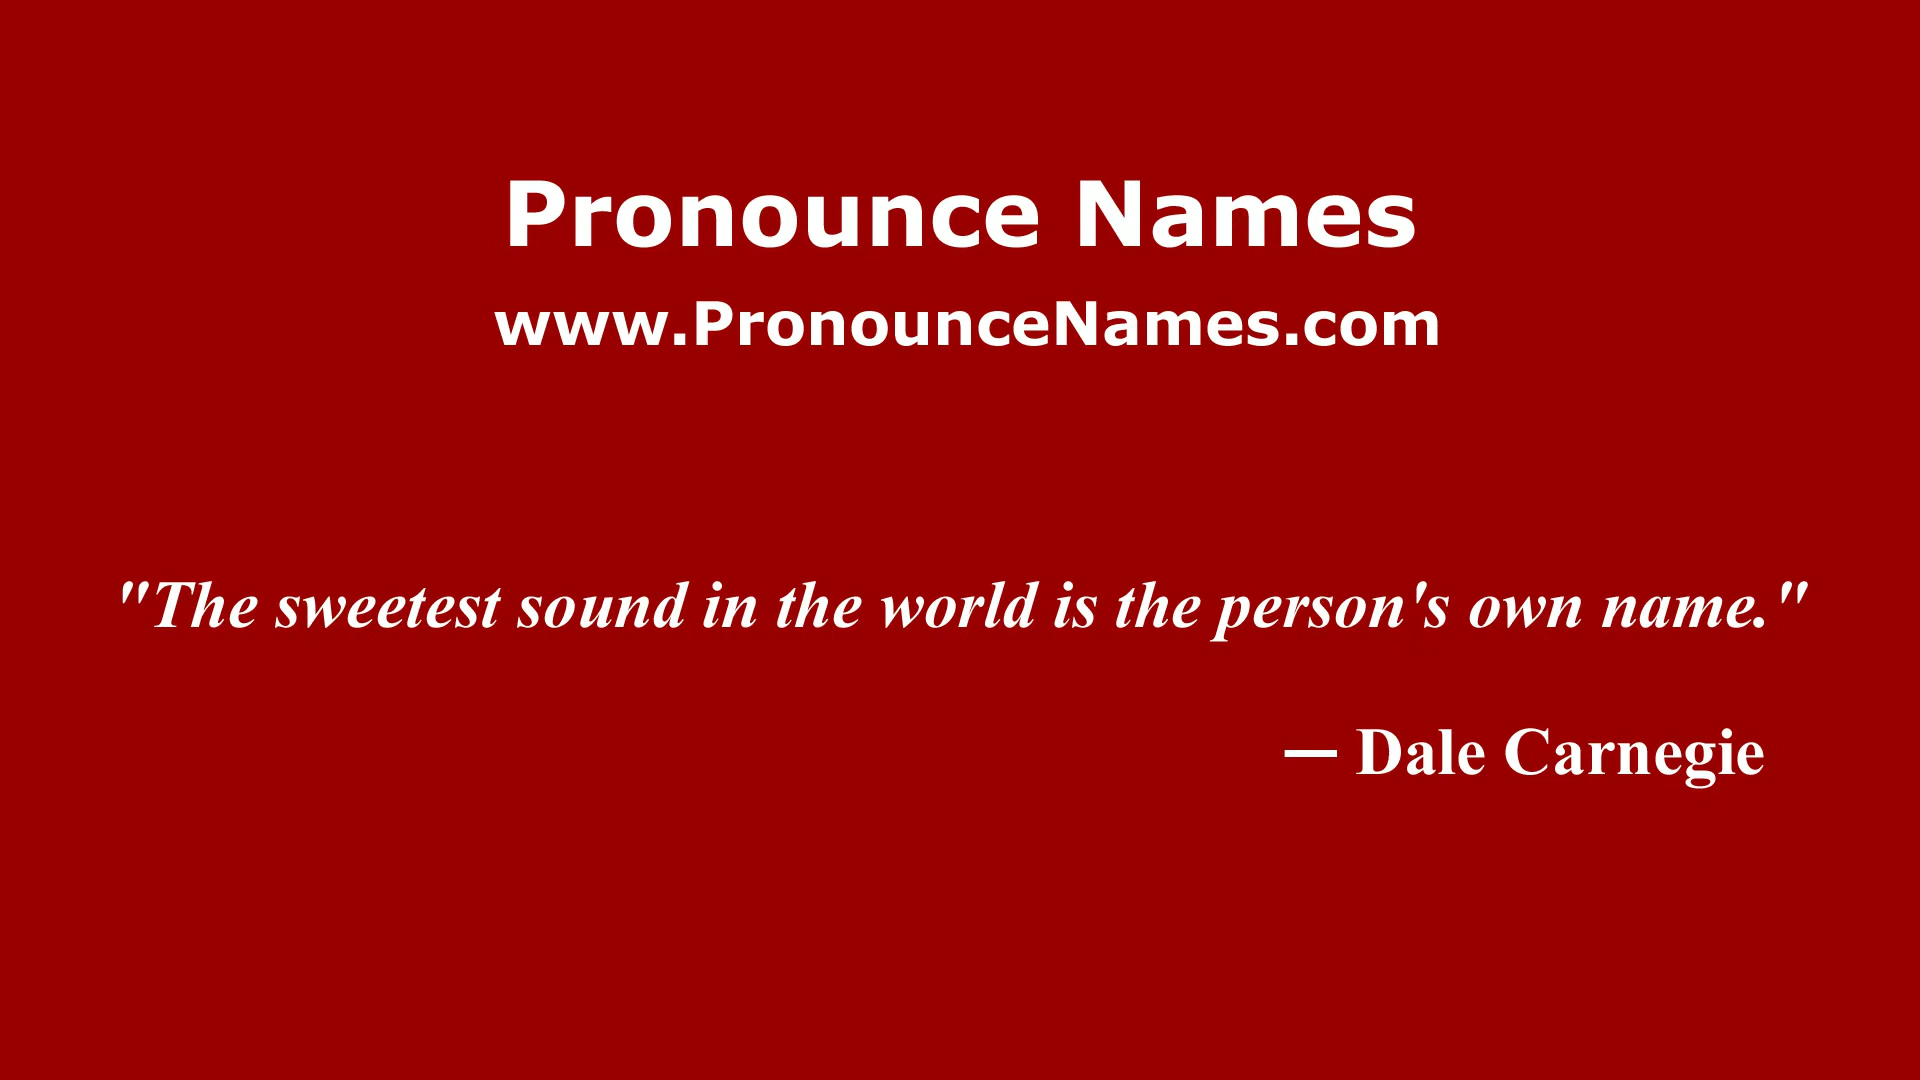 Pronounce Names
www.PronounceNames.com
"The sweetest sound in the world is the person's own name."
— Dale Carnegie